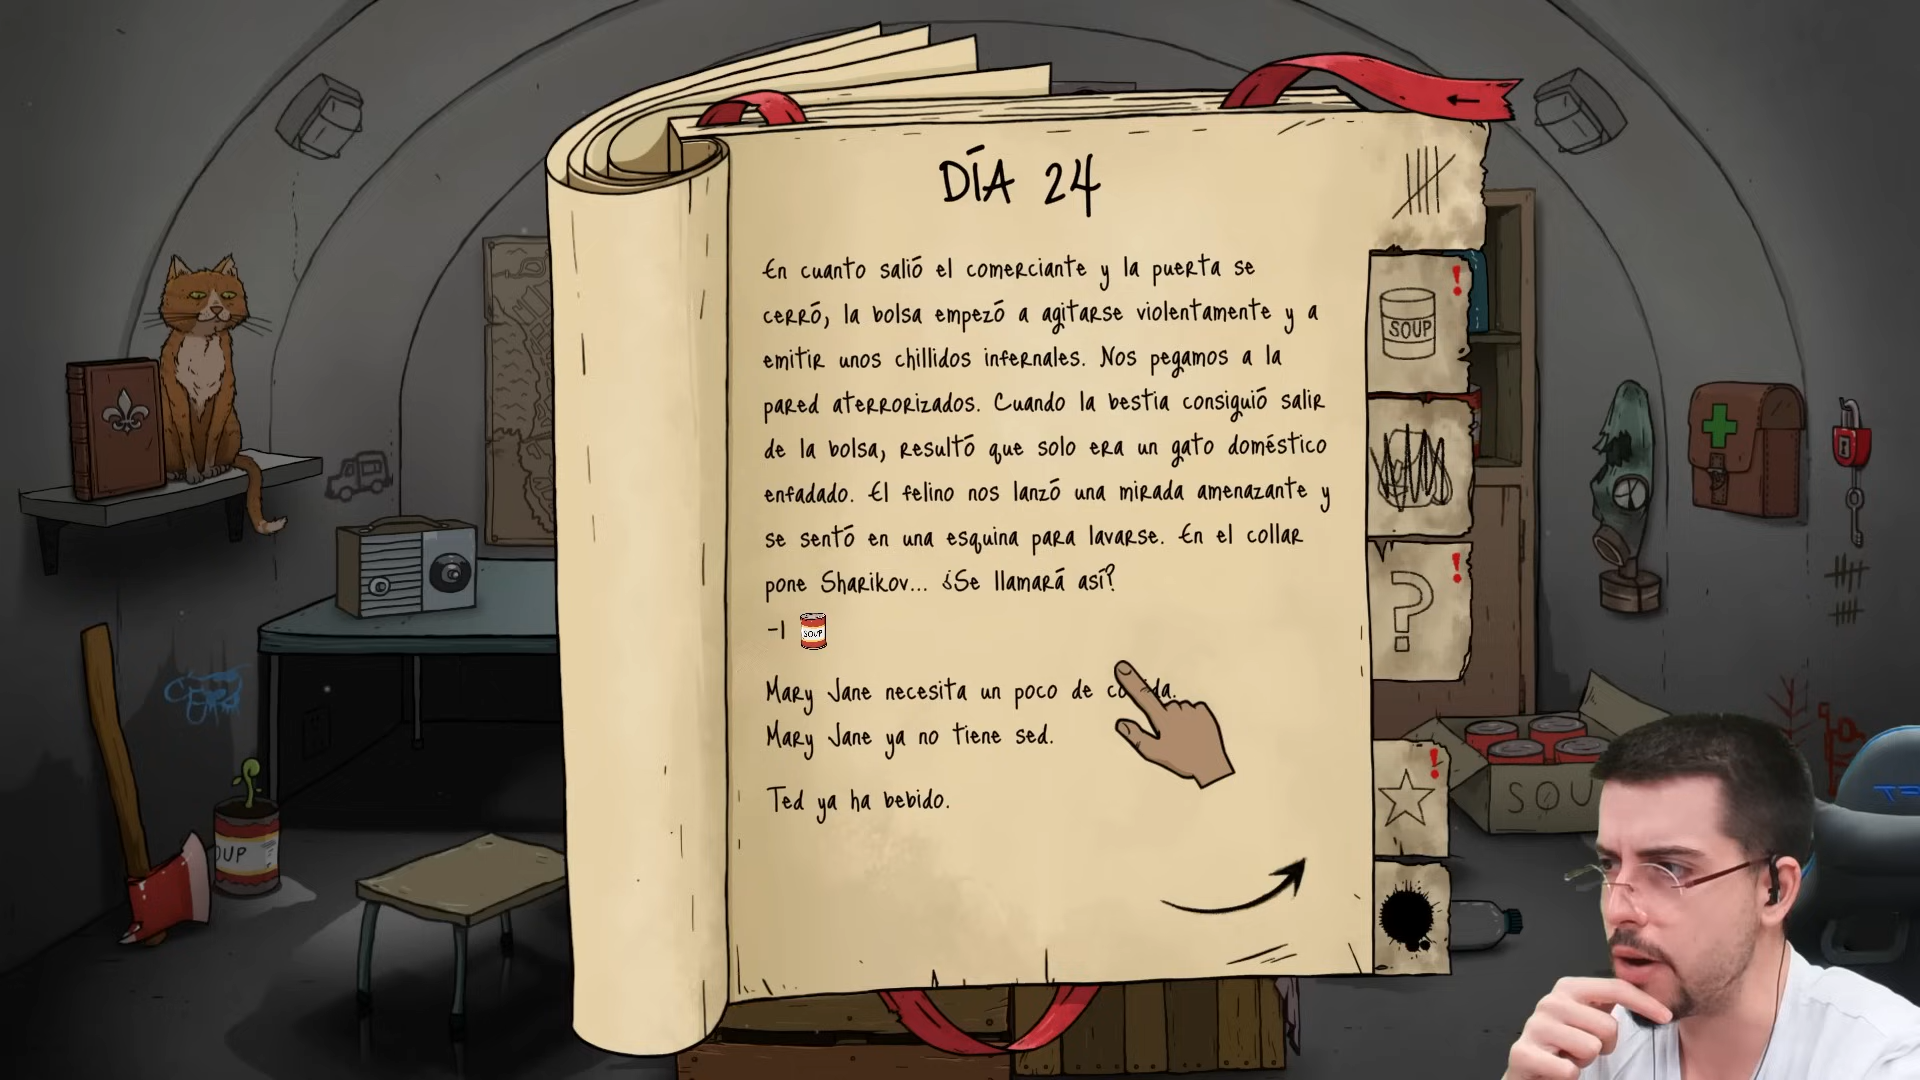 DÍA 24
En cuanto salió el comerciante y la puerta se
cerró, la bolsa empezó a agitarse violentamente y a
emitir unos chillidos infernales. Nos pegamos a la
pared aterrorizados. Cuando la bestia consiguió salir
de la bolsa, resultó que solo era un gato doméstico
enfadado. El felino nos lanzó una mirada amenazante y
se sentó en una esquina para lavarse. En el collar
pone Sharikov... ¿Se llamará así?
-1 SOUP
Mary Jane necesita un poco de
Mary Jane ya no tiene sed.
Ted ya ha bebido.
SOUP
!
!
?
!
OUP
SOU